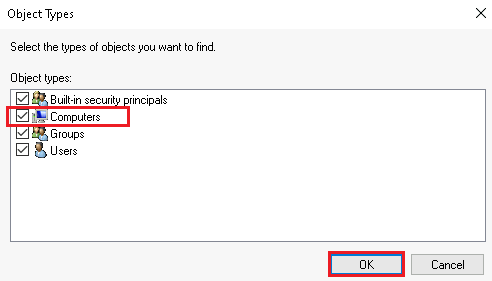 Object Types
Select the types of objects you want to find.
Object types:
Built-in security principals
Computers
Groups
Users
OK
Cancel